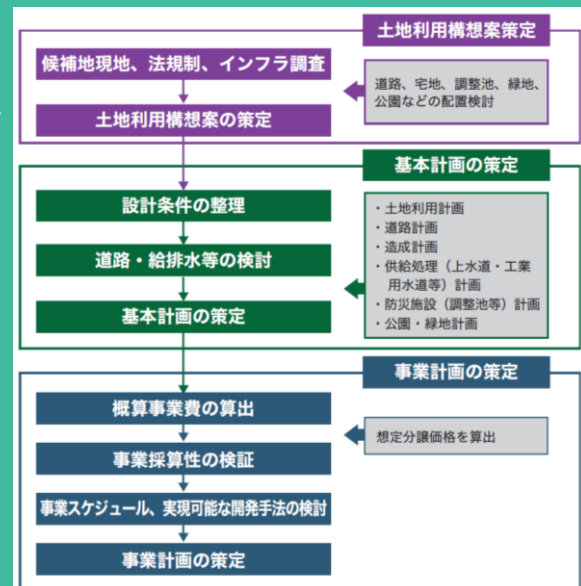 土地利用構想案策定
候補地現地、法規制、インフラ調査
道路、宅地、調整池、緑地、
公園などの配置検討
土地利用構想案の策定
基本計画の策定
設計条件の整理
道路・給排水等の検討
基本計画の策定
・土地利用計画
・道路計画
・造成計画
・供給処理（上水道・工業
用水道等）計画
・防災施設（調整池等）計画
・公園・緑地計画
事業計画の策定
概算事業費の算出
想定分譲価格を算出
事業採算性の検証
事業スケジュール、実現可能な開発手法の検討
事業計画の策定